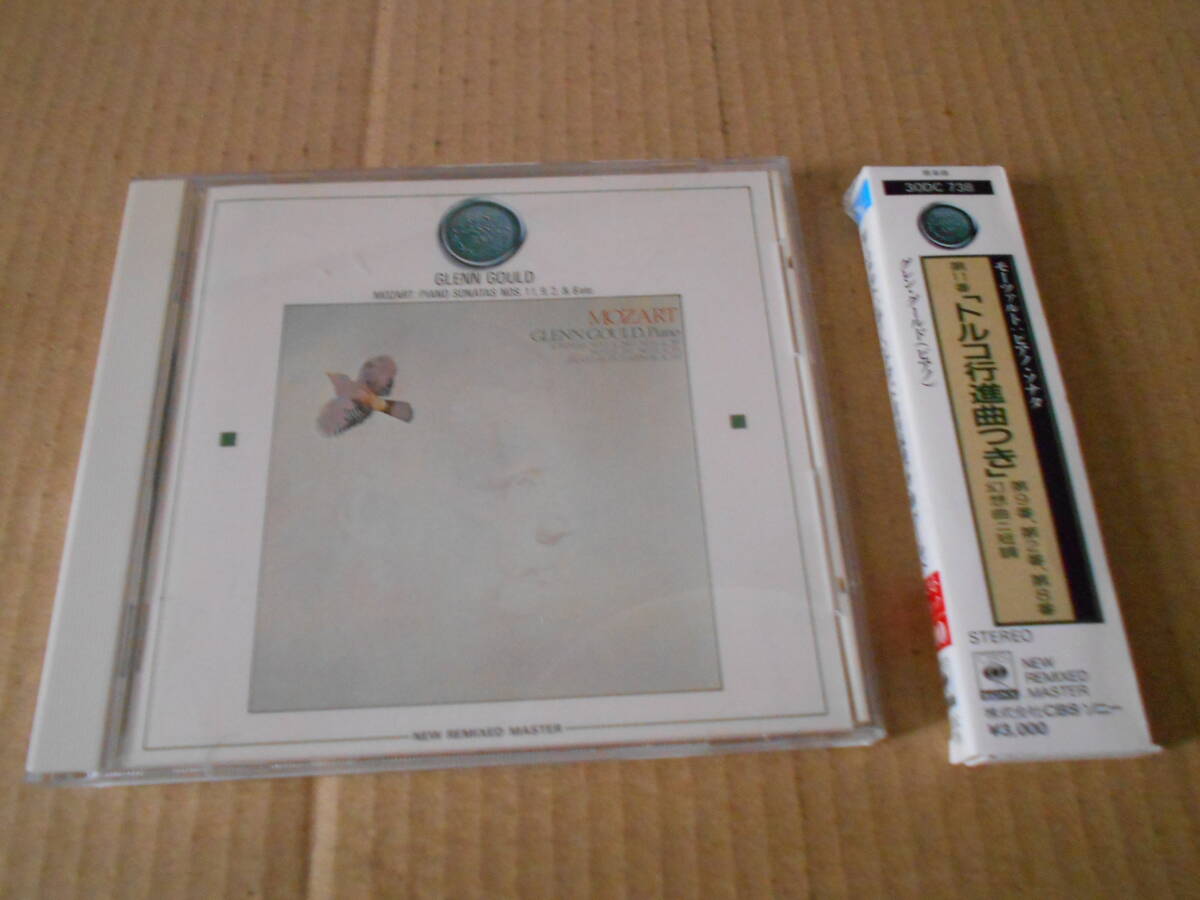 GLENN GOULD
MOZART: PIANO SONATAS NOS. 11, 9, 2, & 8 etc.
MOZART
GLENN GOULD, Piano
NEW REMIXED MASTER
30DC 738
モーツァルト：ピアノ・ソナタ
第11番「トルコ行進曲つき」
第9番、第2番、第8番
幻想曲ニ短調
グレン・グールド(ピアノ)
STEREO
NEW
REMIXED
MASTER
株式会社CBSソニー
¥3,000